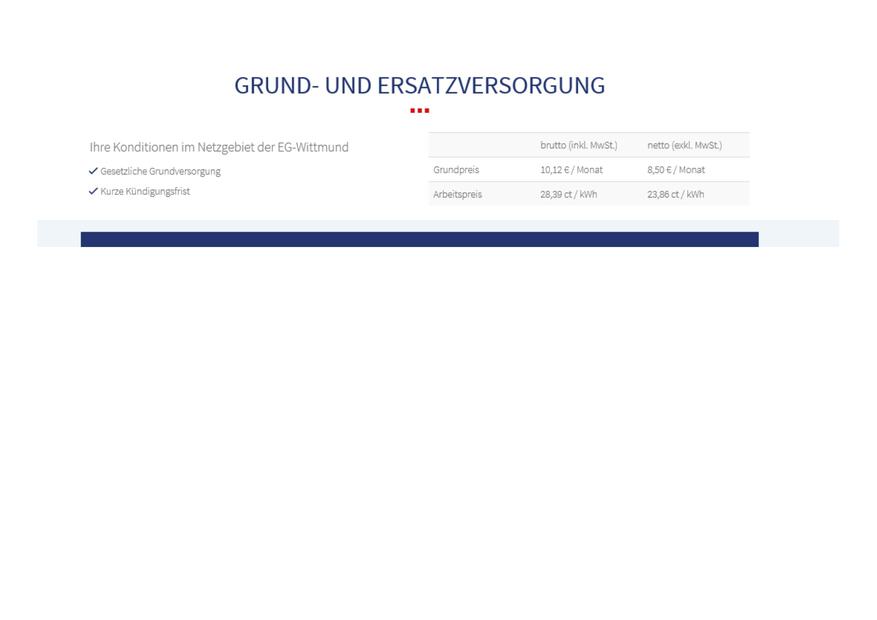 GRUND- UND ERSATZVERSORGUNG
Ihre Konditionen im Netzgebiet der EG-Wittmund
Gesetzliche Grundversorgung
Kurze Kündigungsfrist
brutto (inkl. MwSt.) netto (exkl. MwSt.)
Grundpreis 10,12 € / Monat 8,50 € / Monat
Arbeitspreis 28,39 ct / kWh 23,86 ct / kWh